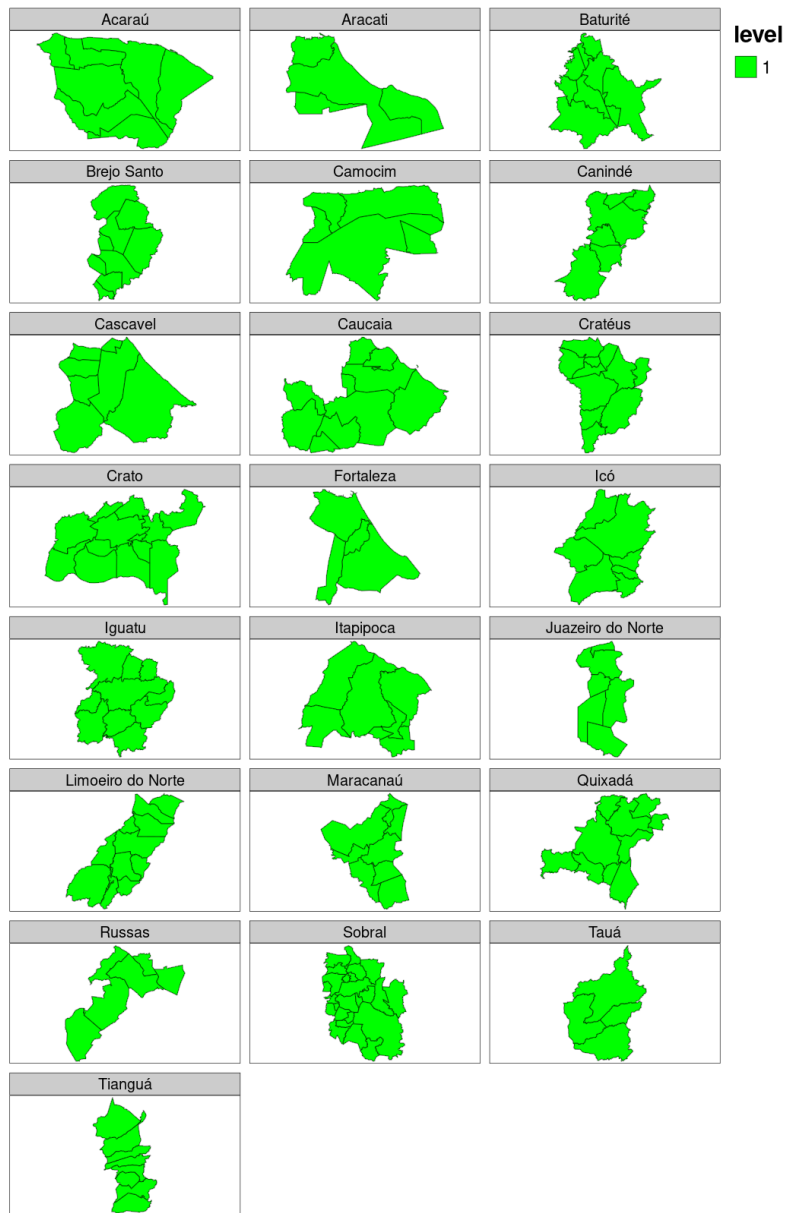 Acaraú
Aracati
Baturité
level
1
Brejo Santo
Camocim
Canindé
Cascavel
Caucaia
Cratéus
Crato
Fortaleza
Icó
Iguatu
Itapipoca
Juazeiro do Norte
Limoeiro do Norte
Maracanaú
Quixadá
Russas
Sobral
Tauá
Tianguá